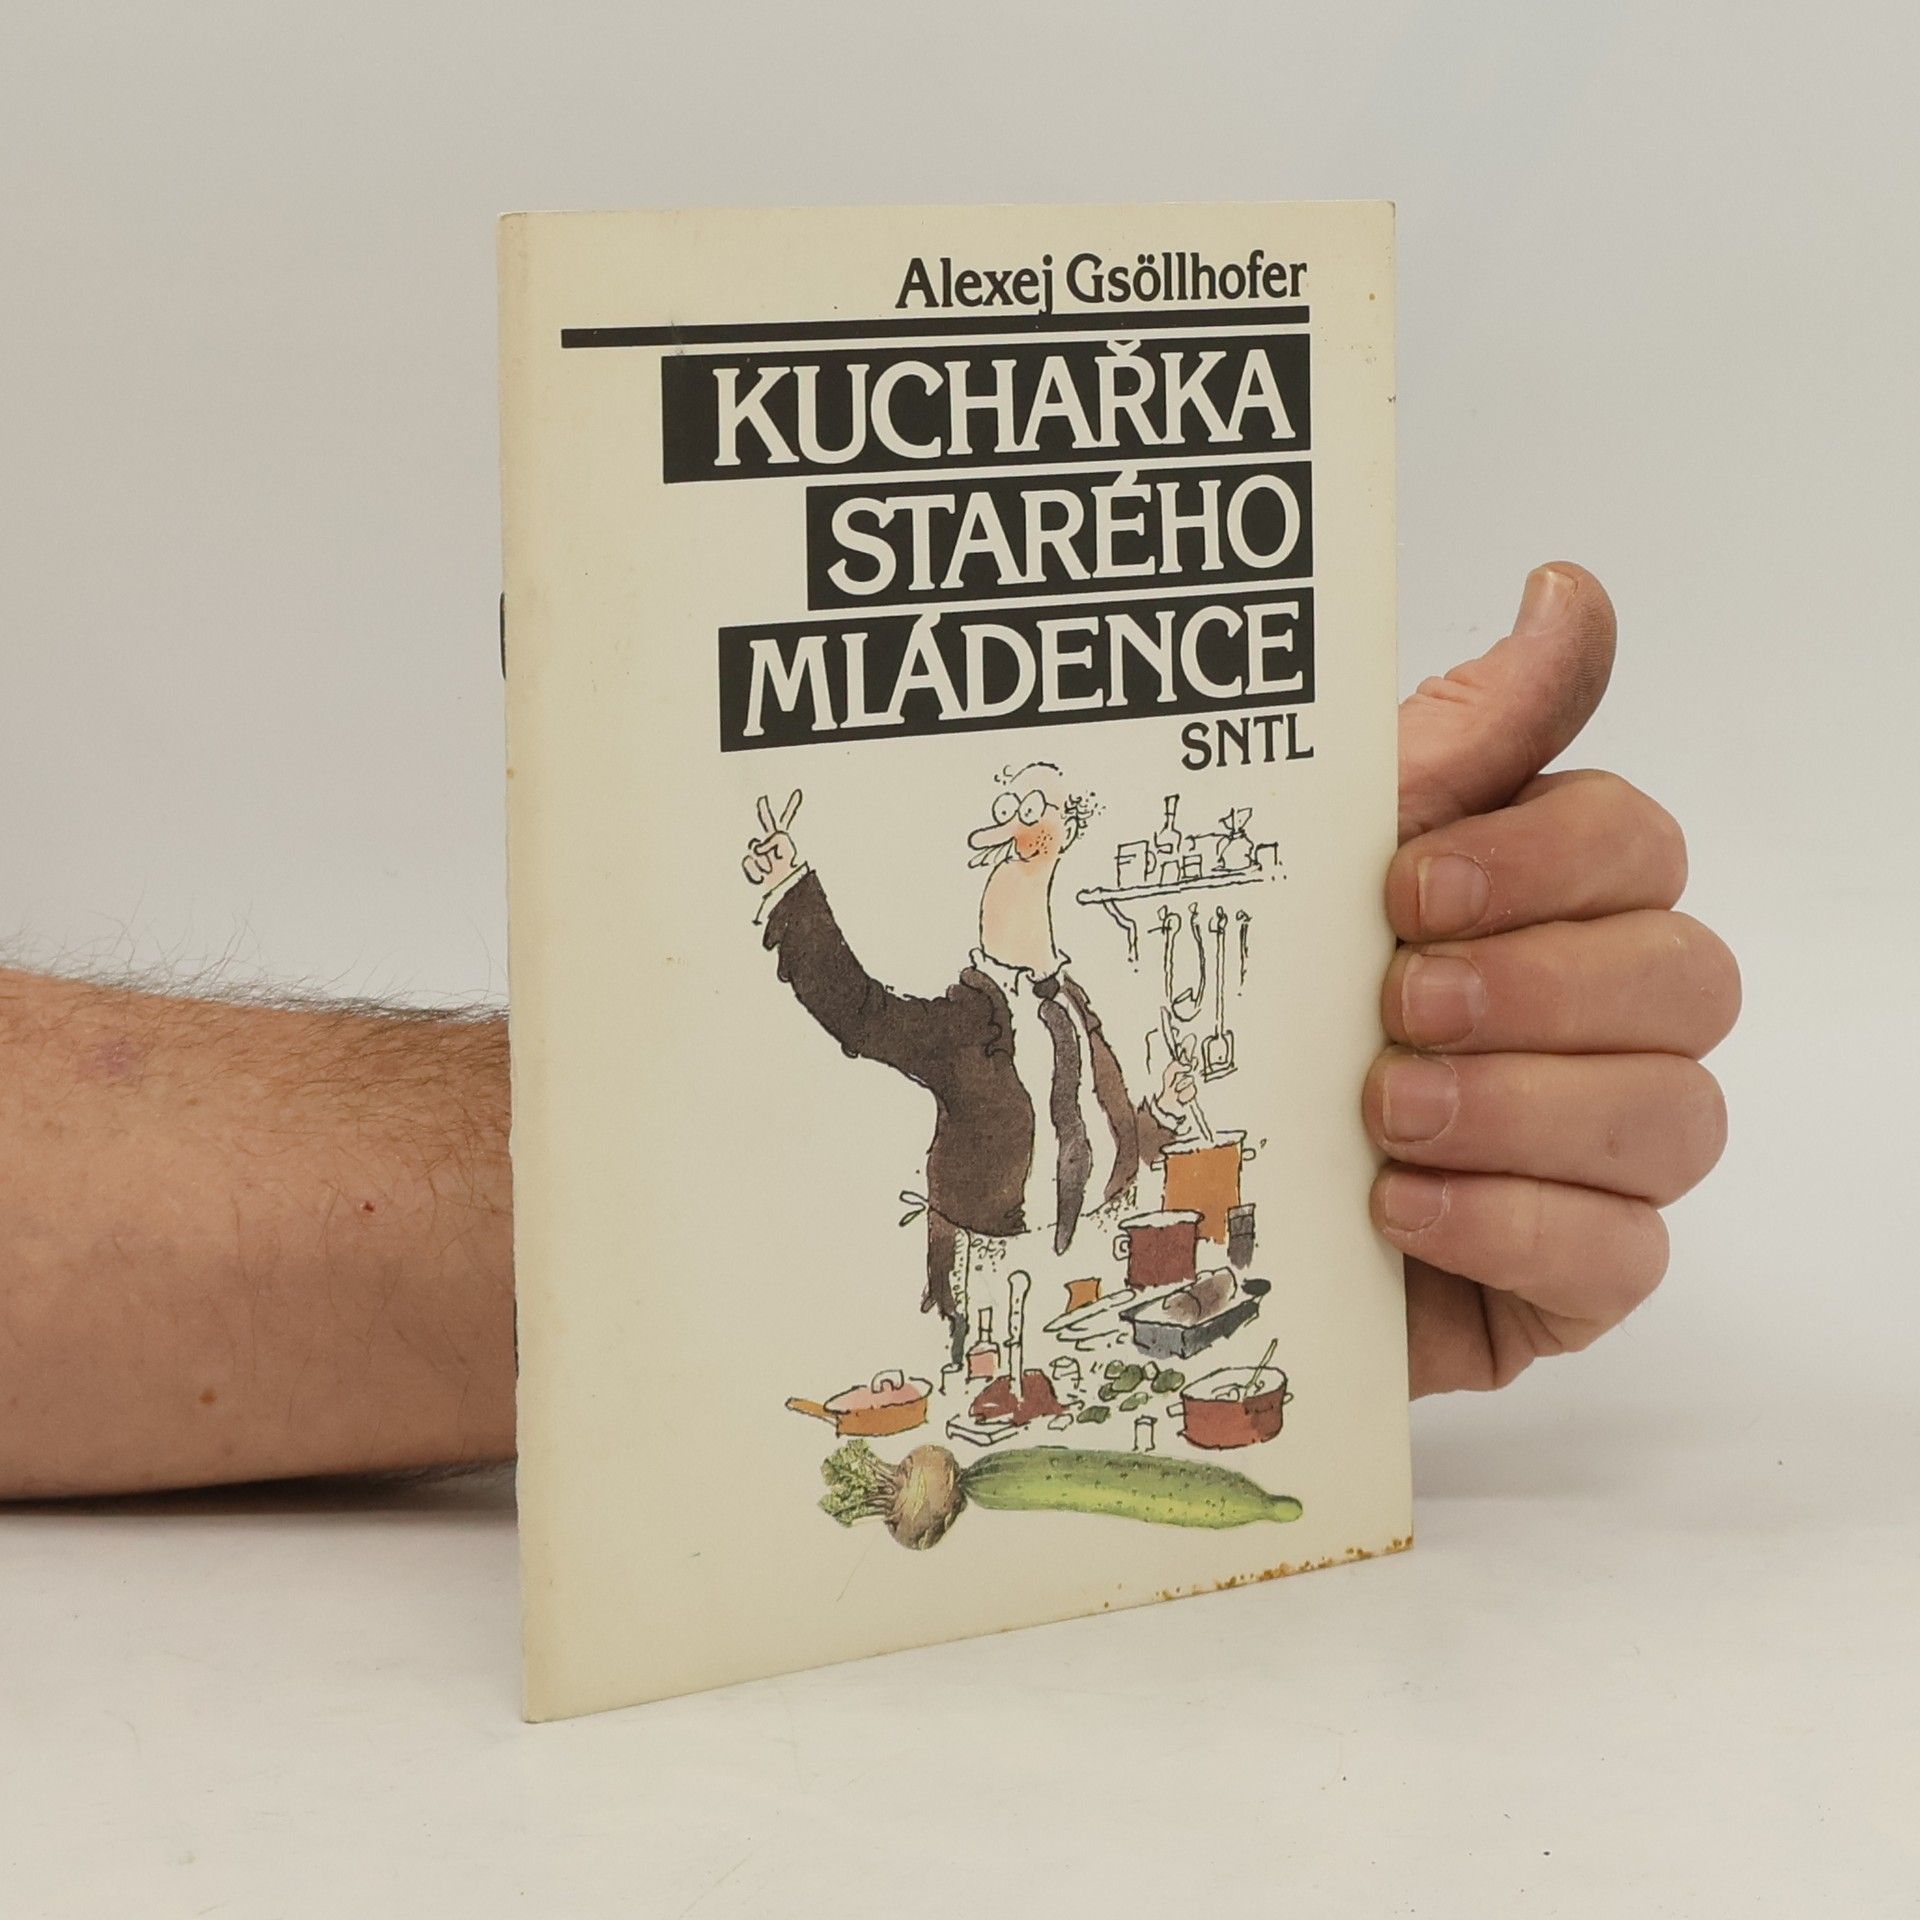 Alexej Gsöllhofer
KUCHAŘKA
STARÉHO
MLÁDENCE
SNTL